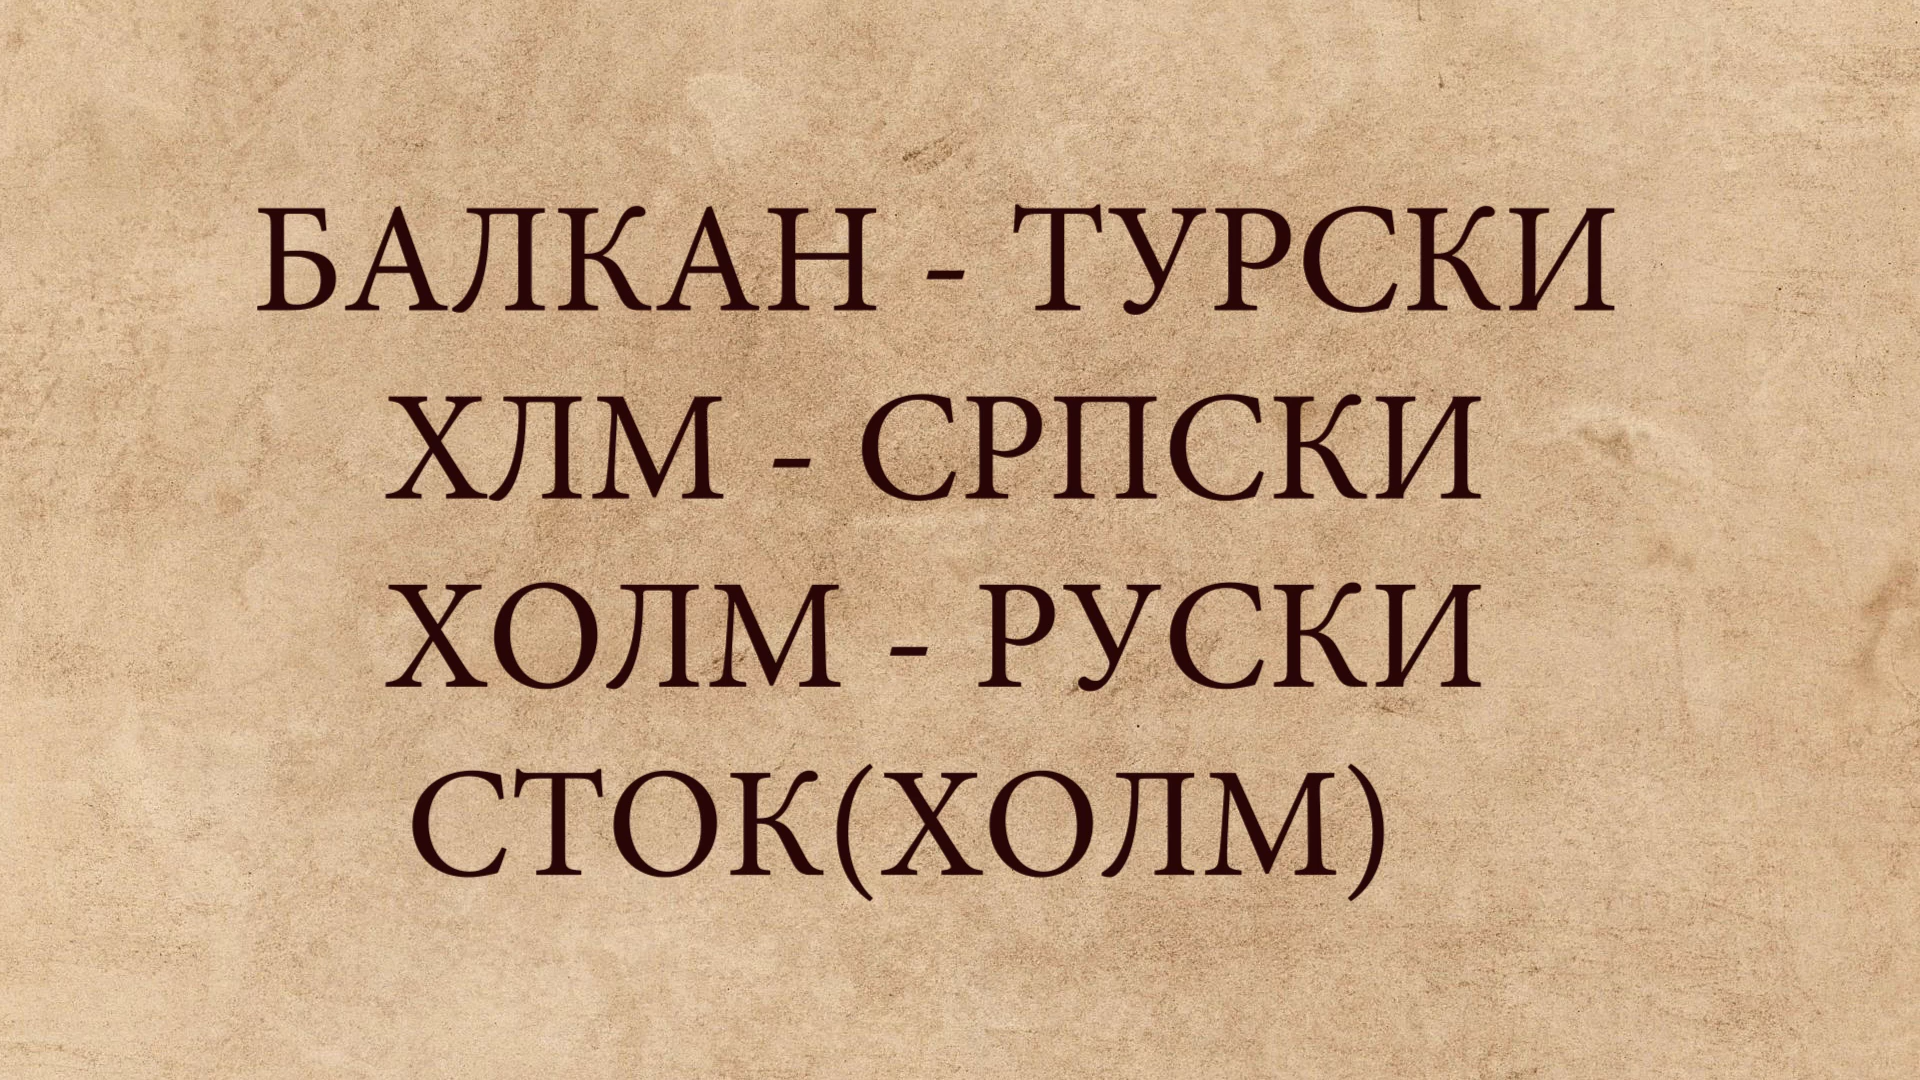 БАЛКАН - ТУРСКИ
ХЛМ - СРПСКИ
ХОЛМ - РУСКИ
СТОК(ХОЛМ)